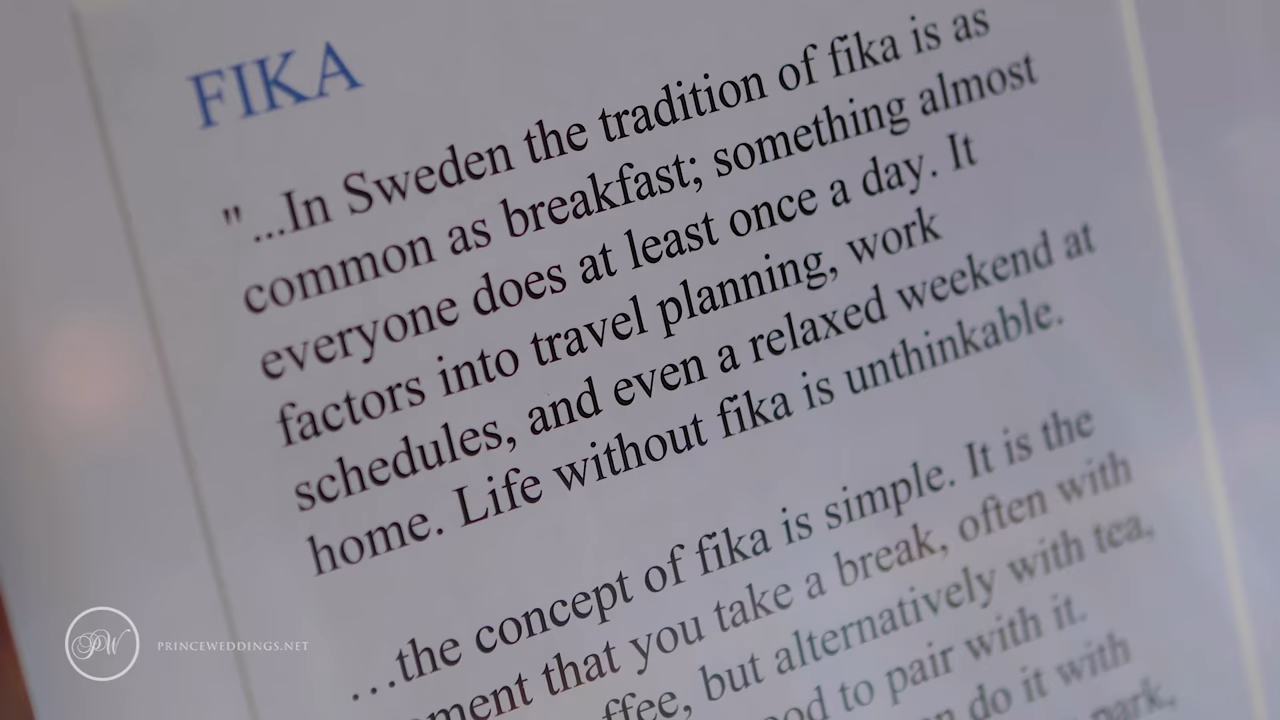 FIKA
"...In Sweden the tradition of fika is as
common as breakfast; something almost
everyone does at least once a day. It
factors into travel planning, work
schedules, and even a relaxed weekend at
home. Life without fika is unthinkable.
...the concept of fika is simple. It is the
that you take a break, often with
but alternatively with tea,
to pair with it.
do it with
park,
PW
PRINCEWEDDINGS.NET